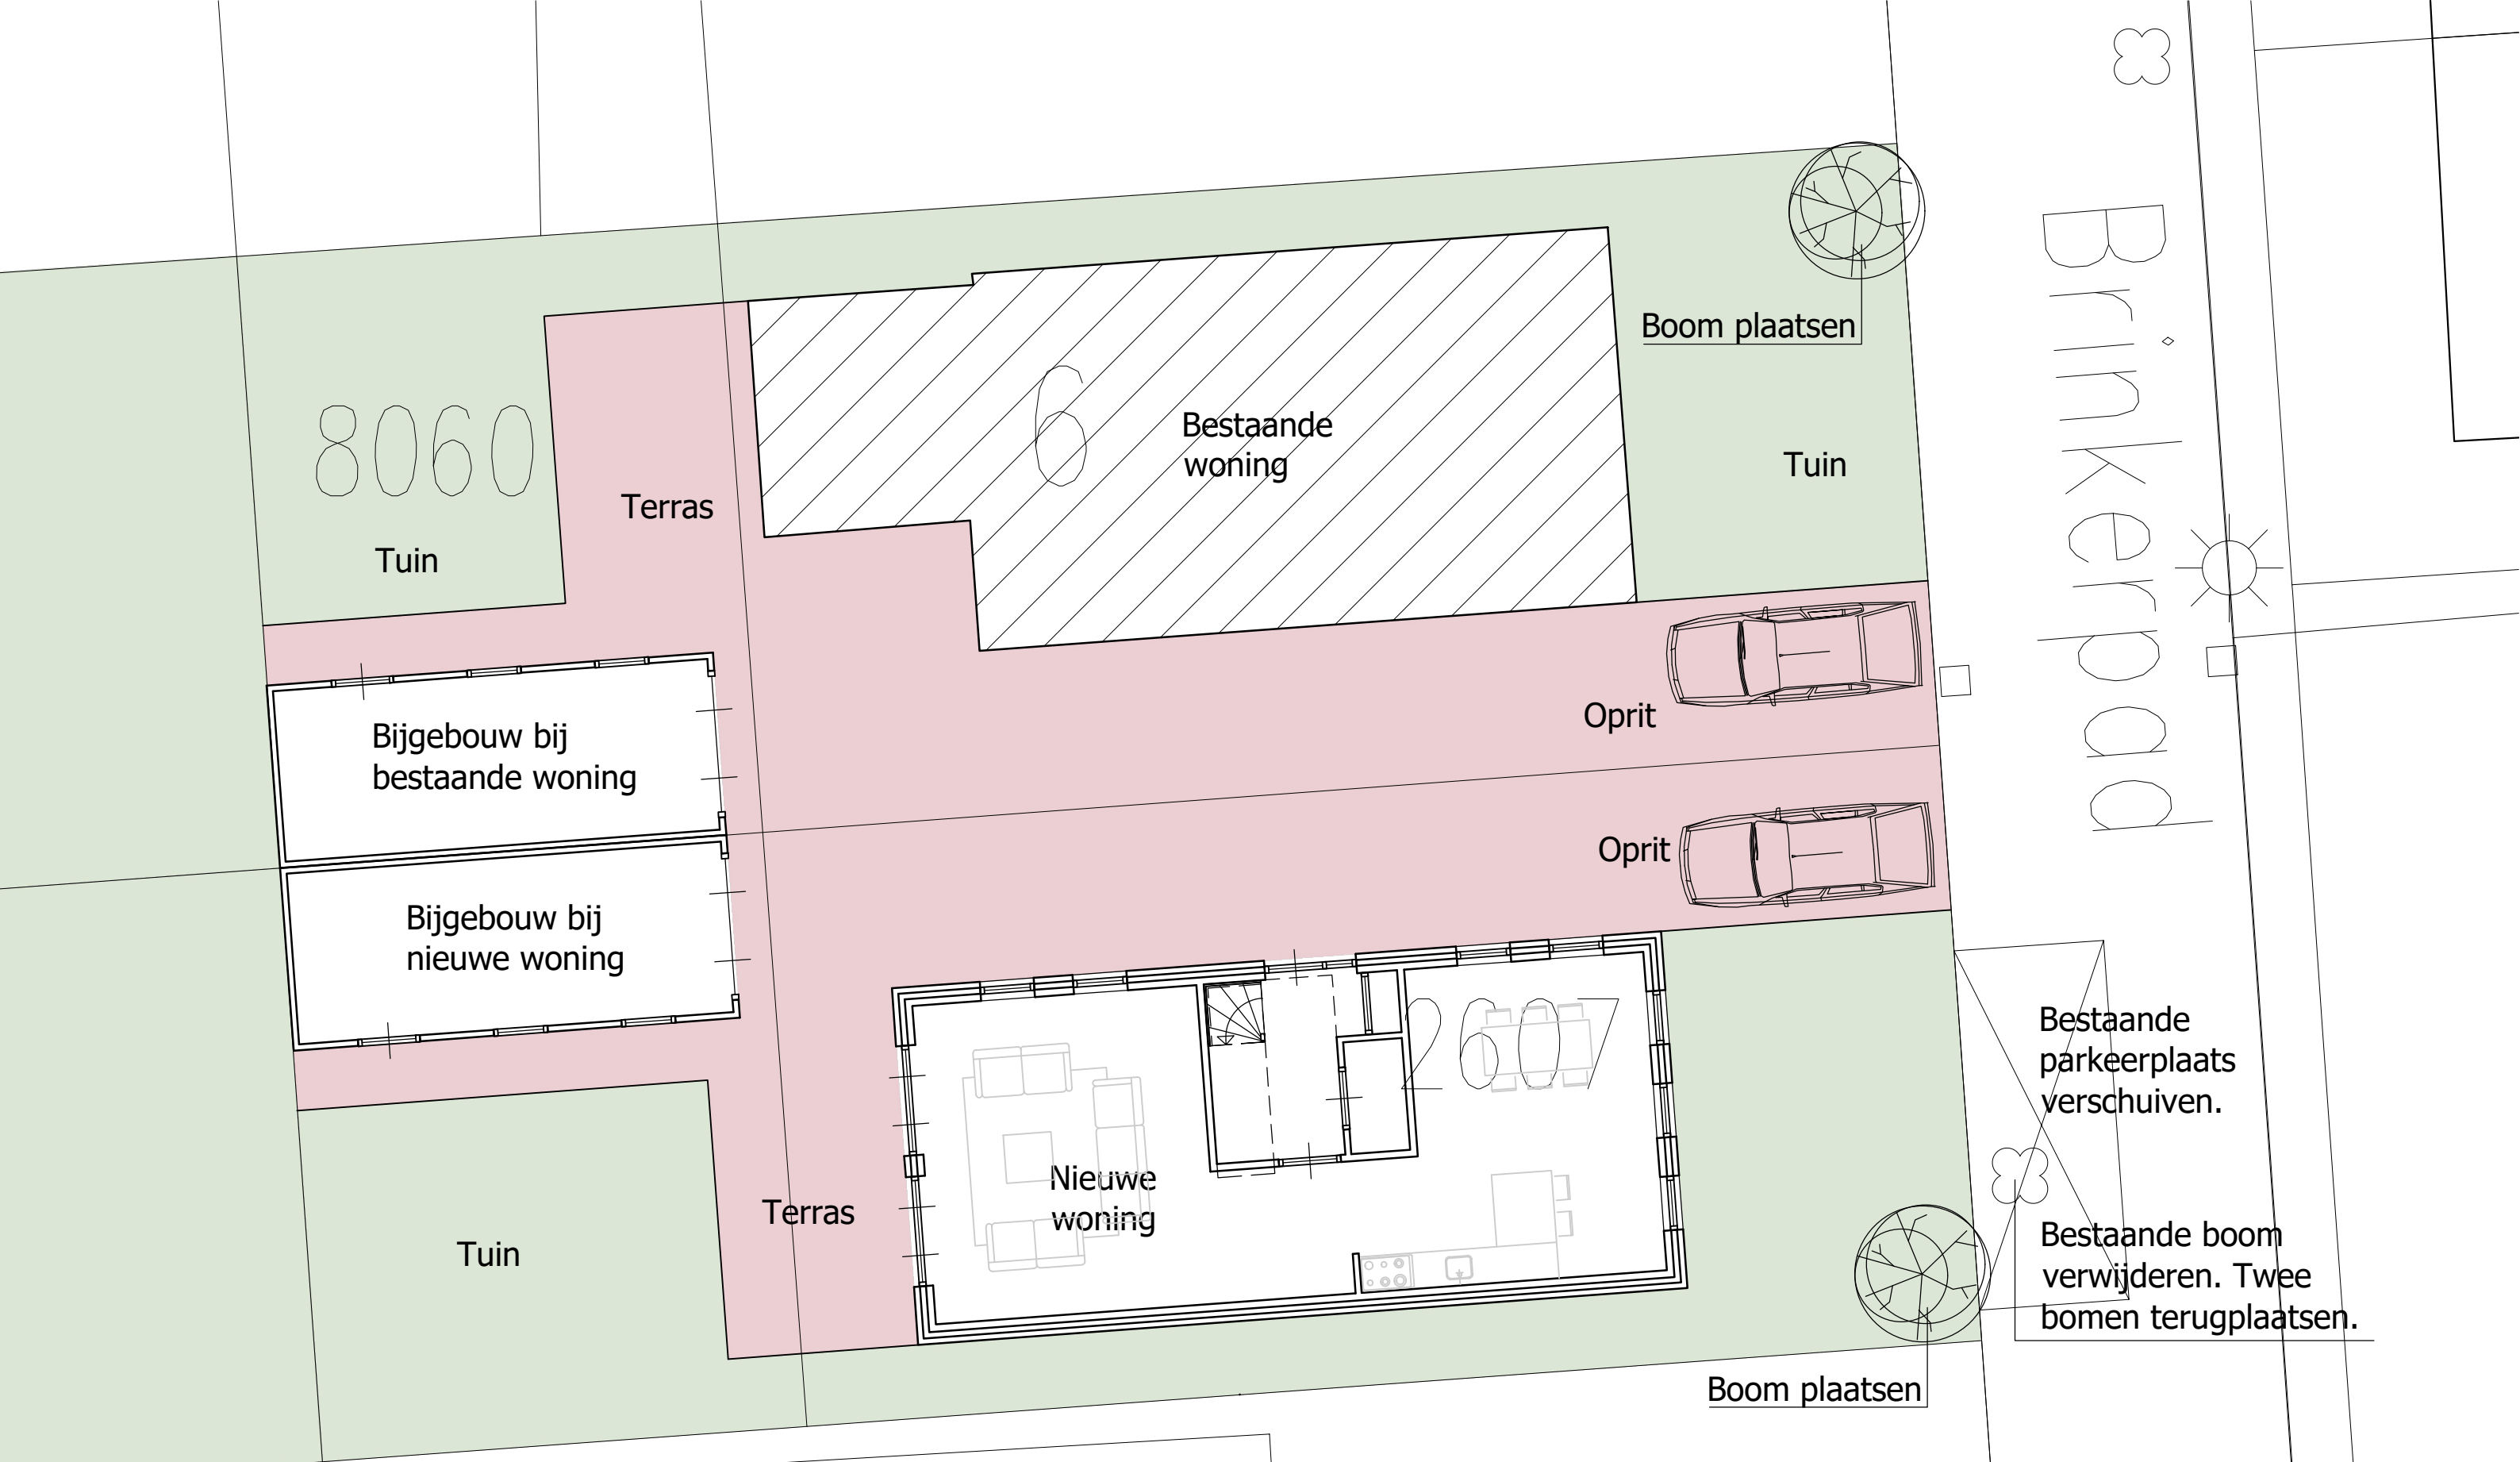 Boom plaatsen
Bestaande
woning
6
Tuin
8060
Terras
Tuin
Brinkerpad
Oprit
Bijgebouw bij
bestaande woning
Oprit
Bijgebouw bij
nieuwe woning
2607
Bestaande
parkeerplaats
verschuiven.
Nieuwe
woning
Terras
Tuin
Bestaande boom
verwijderen. Twee
bomen terugplaatsen.
Boom plaatsen